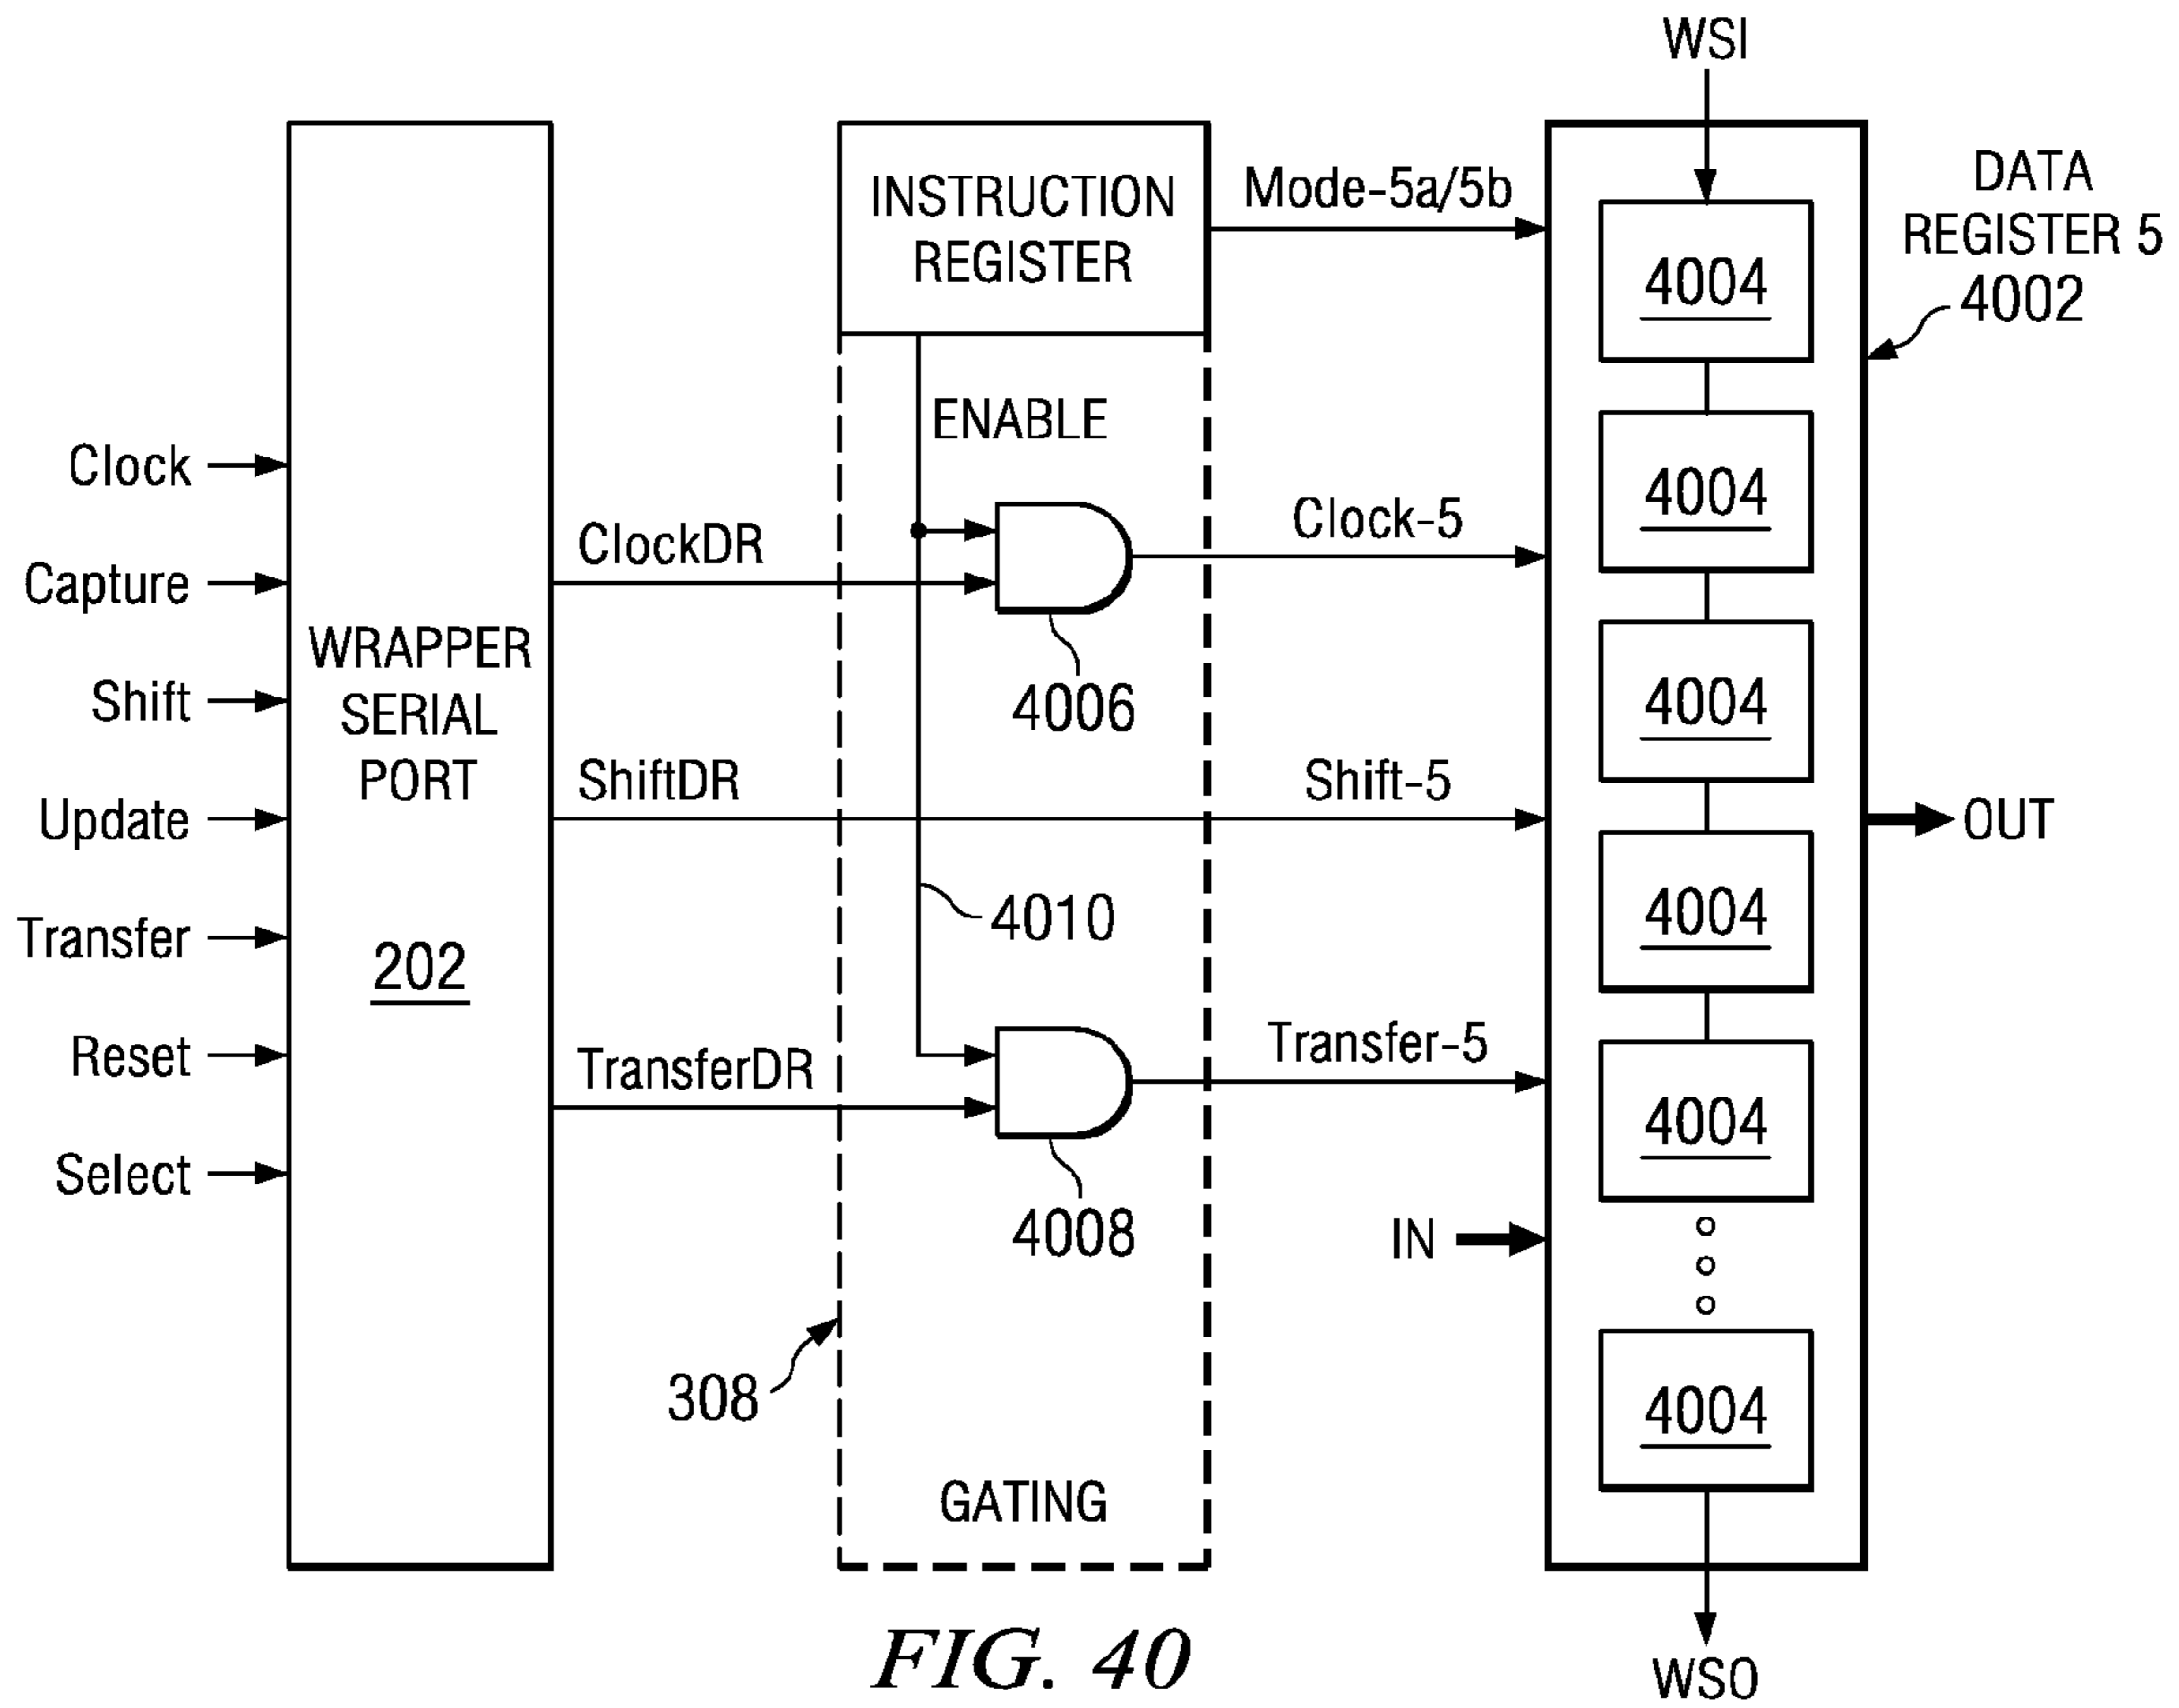 WSI
DATA
REGISTER 5
4002
INSTRUCTION
REGISTER
Mode-5a/5b
4004
ENABLE
Clock
ClockDR
Clock-5
4004
Capture
WRAPPER
SERIAL
PORT
202
4006
4004
Shift
ShiftDR
Shift-5
Update
OUT
4010
4004
Transfer
Reset
TransferDR
Transfer-5
4004
Select
4008
IN
308
4004
GATING
FIG. 40
WSO